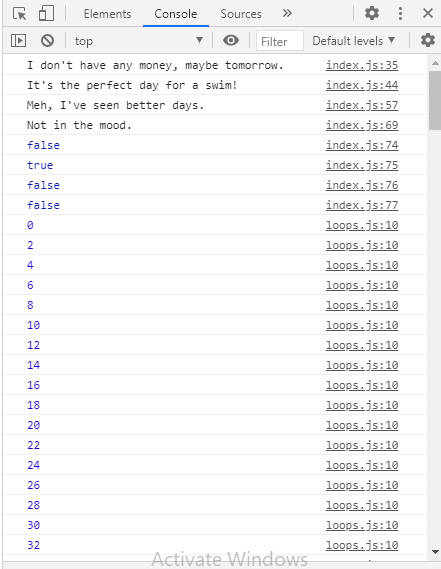 Elements Console Sources »
top Filter Default levels
I don't have any money, maybe tomorrow. index.js:35
It's the perfect day for a swim! index.js:44
Meh, I've seen better days. index.js:57
Not in the mood. index.js:69
false index.js:74
true index.js:75
false index.js:76
false index.js:77
0 loops.js:10
2 loops.js:10
4 loops.js:10
6 loops.js:10
8 loops.js:10
10 loops.js:10
12 loops.js:10
14 loops.js:10
16 loops.js:10
18 loops.js:10
20 loops.js:10
22 loops.js:10
24 loops.js:10
26 loops.js:10
28 loops.js:10
30 loops.js:10
32 loops.js:10
Activate Windows